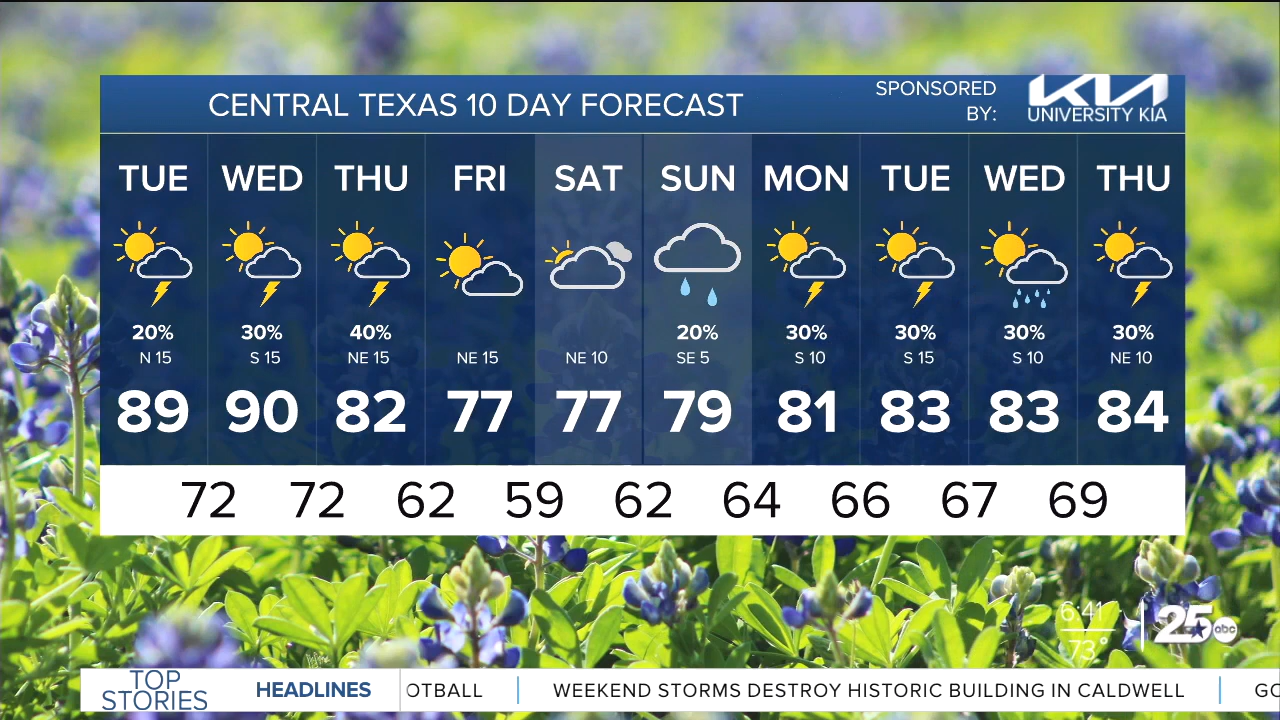 CENTRAL TEXAS 10 DAY FORECAST
SPONSORED
BY:
KIA
UNIVERSITY KIA
TUE WED THU FRI SAT SUN MON TUE WED THU
20% 30% 40% 20% 30% 30% 30% 30%
N 15 S 15 NE 15 NE 15 NE 10 SE 5 S 10 S 15 S 10 NE 10
89 90 82 77 77 79 81 83 83 84
72 72 62 59 62 64 66 67 69
6:41
73°
25 abc
TOP
STORIES
HEADLINES
OTBALL | WEEKEND STORMS DESTROY HISTORIC BUILDING IN CALDWELL | GO